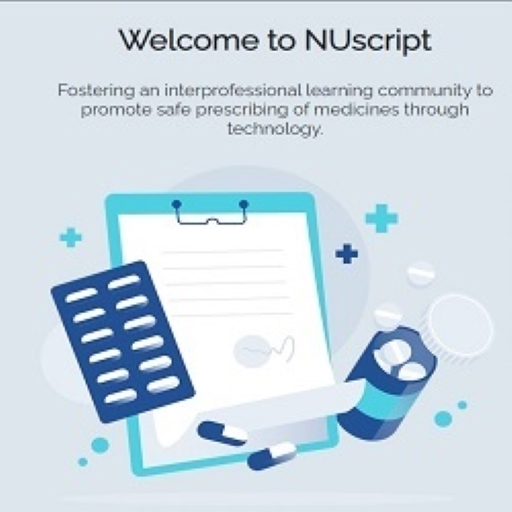 Welcome to NUscript
Fostering an interprofessional learning community to
promote safe prescribing of medicines through
technology.